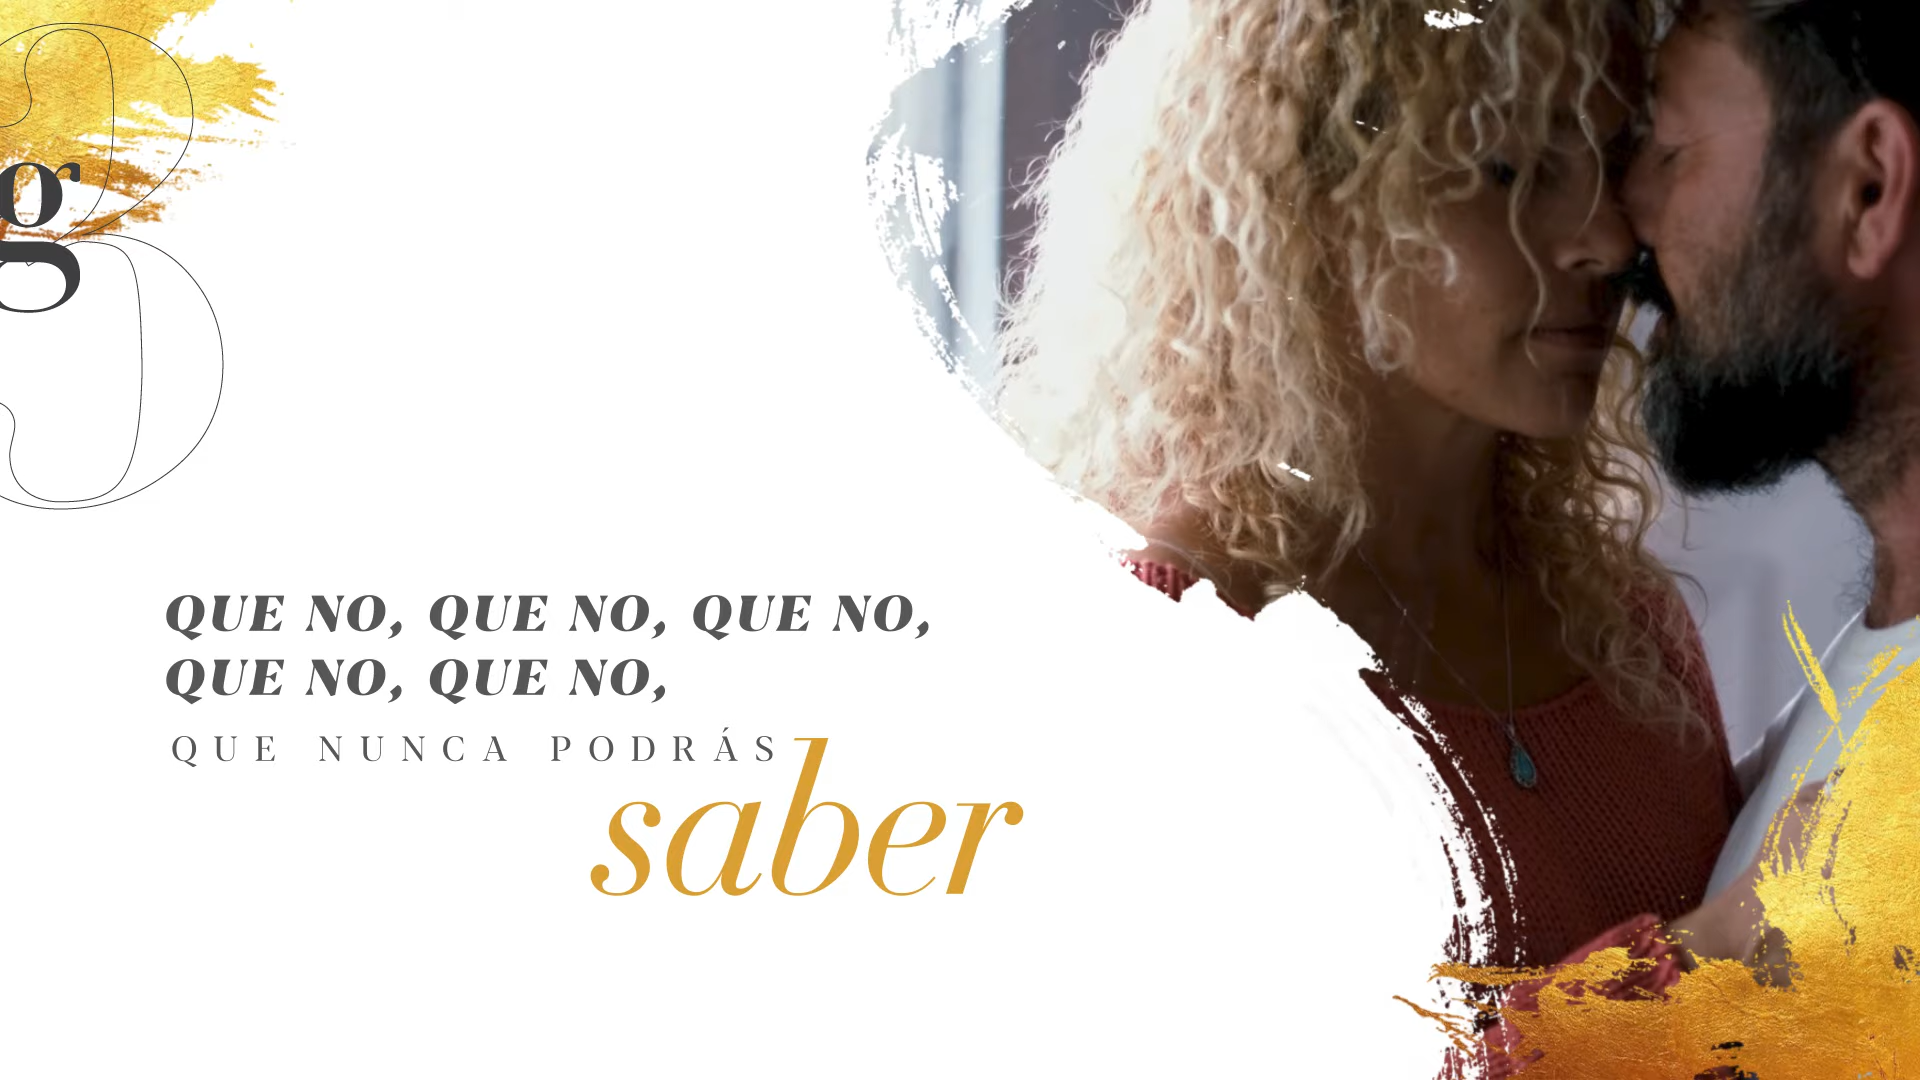 g
QUE NO, QUE NO, QUE NO,
QUE NO, QUE NO,
QUE NUNCA PODRÁS
saber